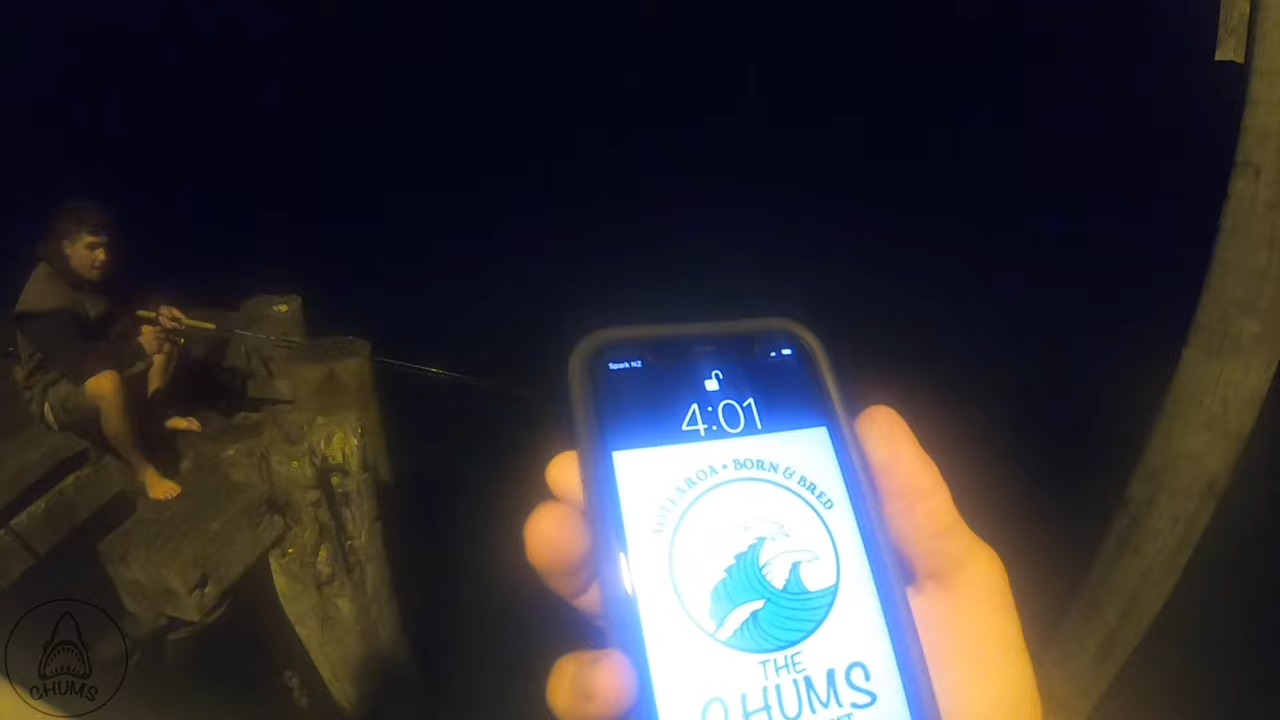 Spark NZ
4:01
AOTEAROA • BORN & BRED
THE
CHUMS
CHUMS